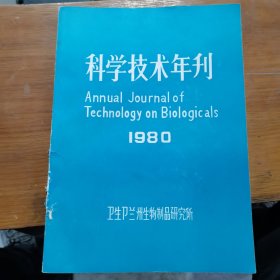 科学技术年刊
Annual Journal of
Technology on Biologicals
1980
卫生卩兰州生物制品研究所